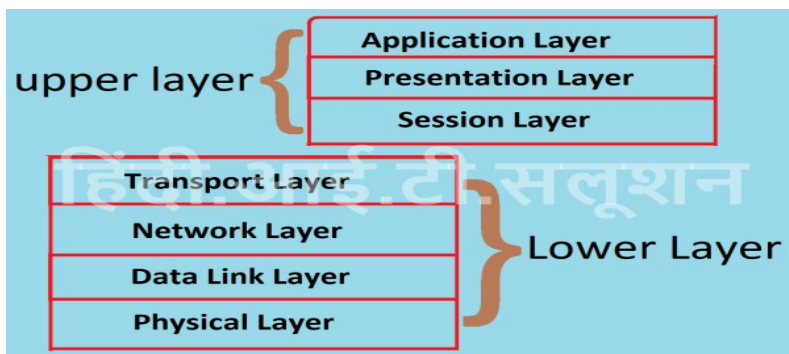 Application Layer
upper layer
Presentation Layer
Session Layer
हिंदी.आई.टी.सलूशन
Transport Layer
Network Layer
Lower Layer
Data Link Layer
Physical Layer